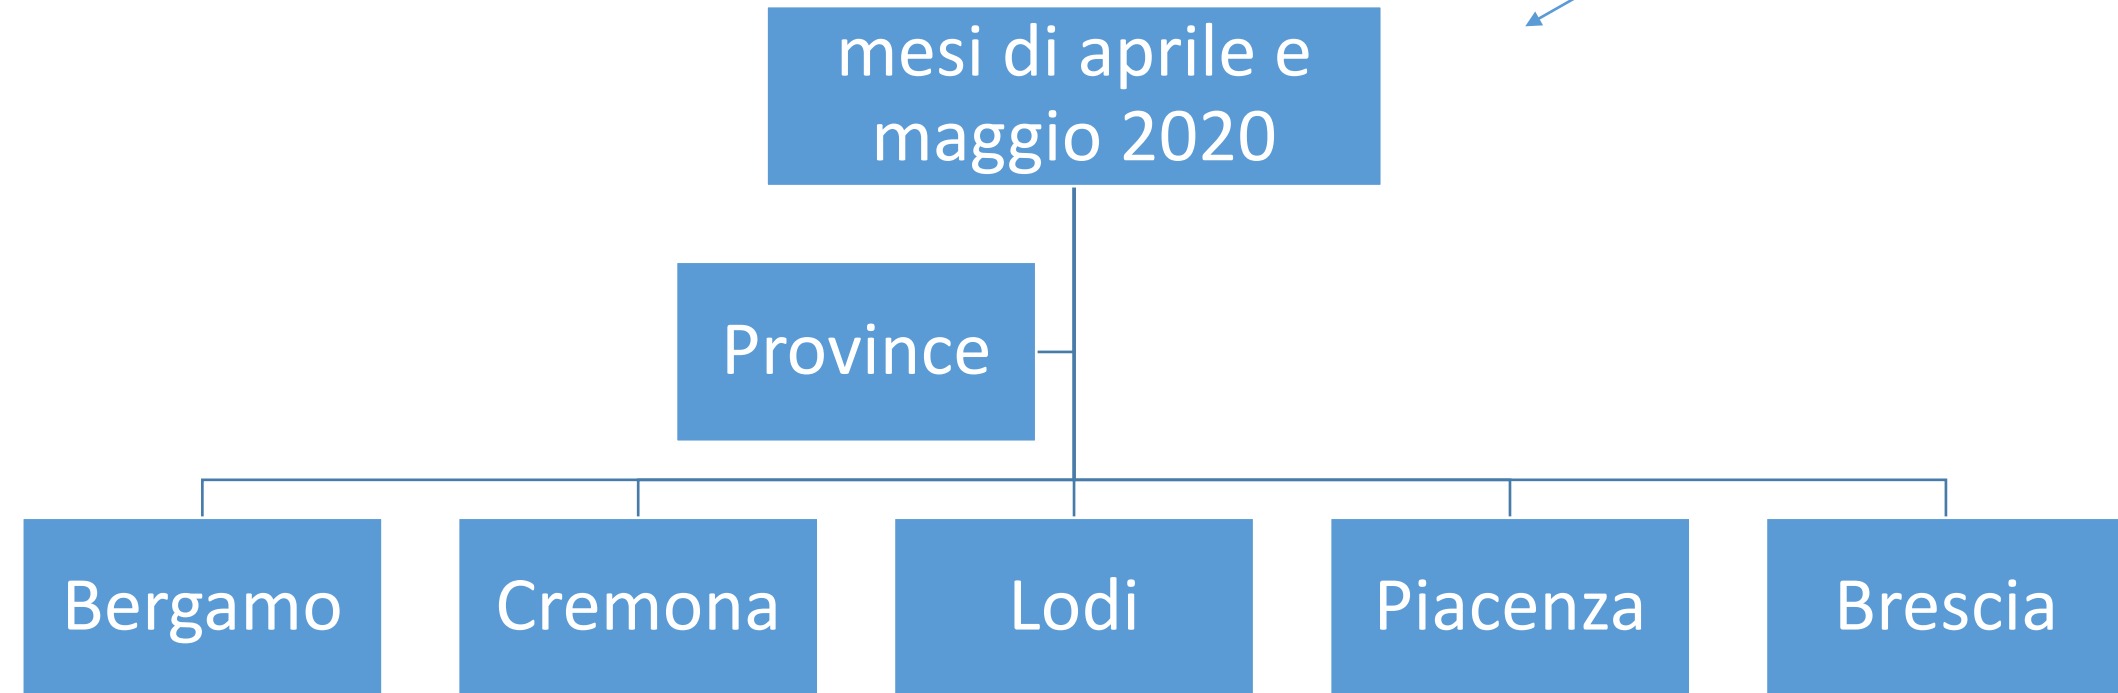 mesi di aprile e
maggio 2020
Province
Bergamo
Cremona
Lodi
Piacenza
Brescia